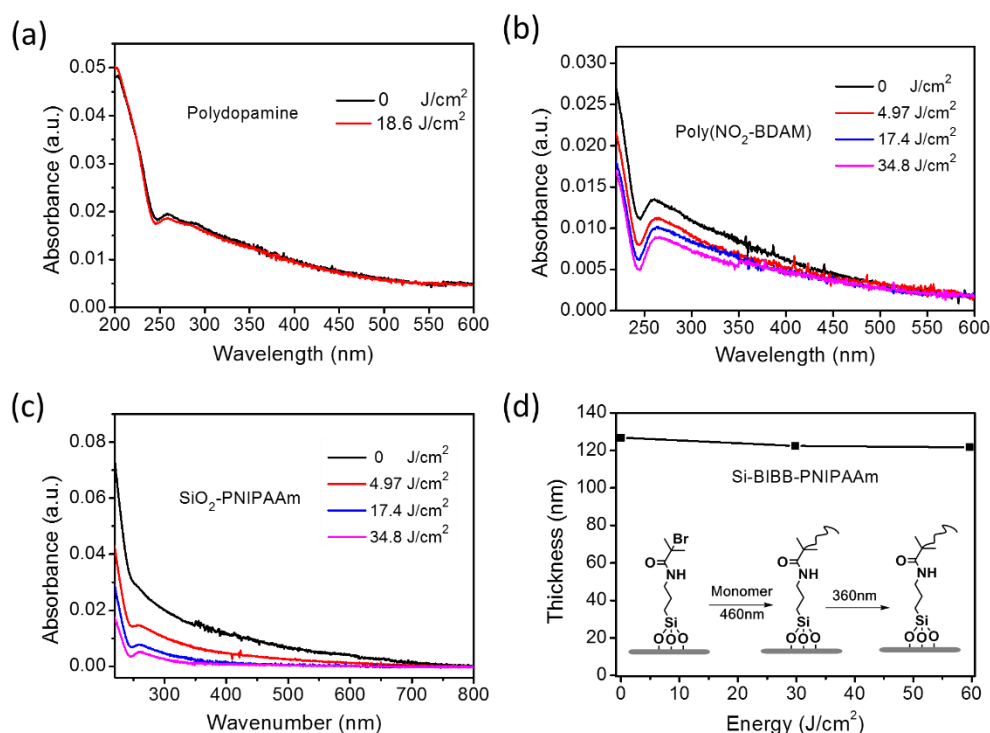 (a)
0.05
0.04
0.03
0.02
0.01
0.00
Absorbance (a.u.)
Polydopamine
0 J/cm²
18.6 J/cm²
200 250 300 350 400 450 500 550 600
Wavelength (nm)
(b)
0.030
0.025
0.020
0.015
0.010
0.005
0.000
Absorbance (a.u.)
Poly(NO₂-BDAM)
0 J/cm²
4.97 J/cm²
17.4 J/cm²
34.8 J/cm²
250 300 350 400 450 500 550 600
Wavelength (nm)
(c)
0.08
0.06
0.04
0.02
0.00
Absorbance (a.u.)
SiO₂-PNIPAAm
0 J/cm²
4.97 J/cm²
17.4 J/cm²
34.8 J/cm²
300 400 500 600 700 800
Wavenumber (nm)
(d)
140
120
100
80
60
40
20
0
Thickness (nm)
Si-BIBB-PNIPAAm
Br
O
NH
Si
O O O
Monomer
460nm
O
NH
Si
O O O
360nm
O
NH
Si
O O O
0 10 20 30 40 50 60
Energy (J/cm²)